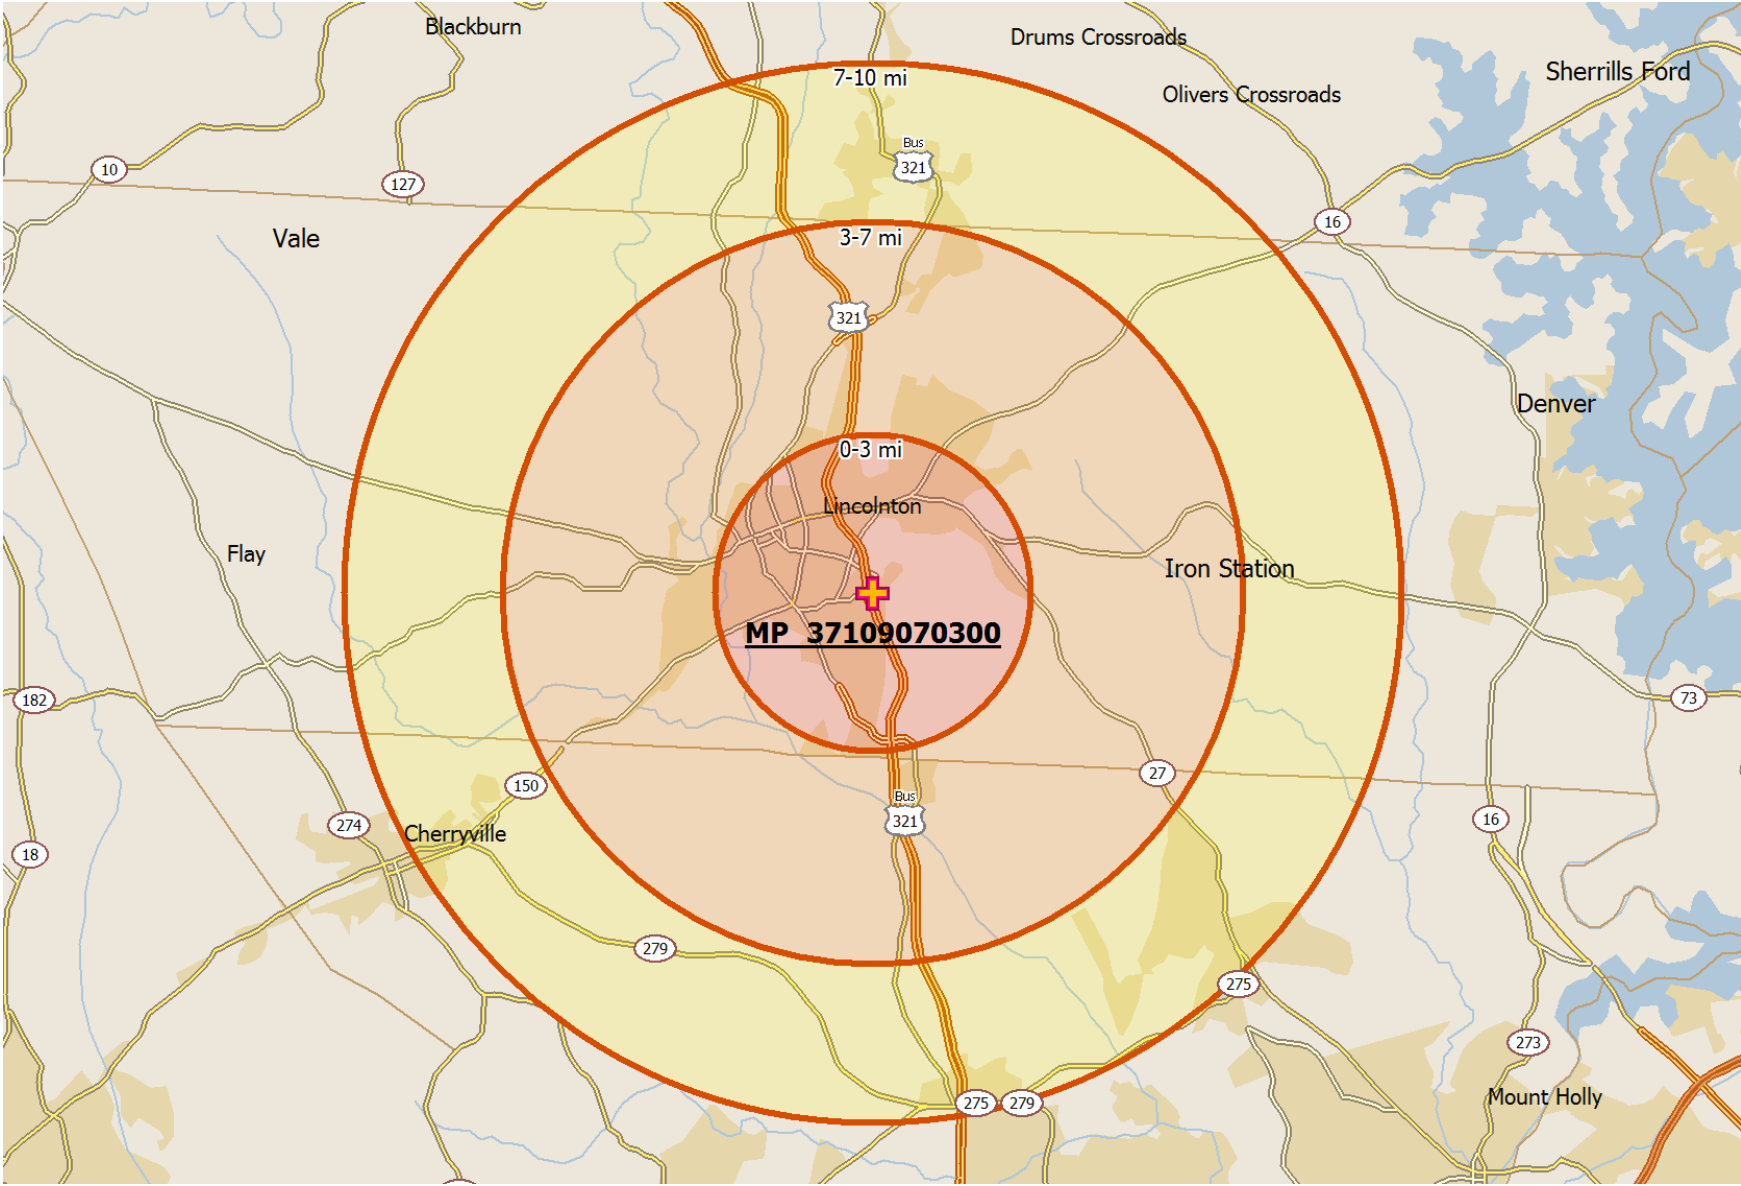 Blackburn
Drums Crossroads
Sherrills Ford
7-10 mi
Olivers Crossroads
Bus
321
10
127
16
Vale
3-7 mi
321
Denver
0-3 mi
Lincolnton
Flay
Iron Station
MP 37109070300
182
73
27
150
Bus
321
16
274
Cherryville
18
279
275
273
275
279
Mount Holly